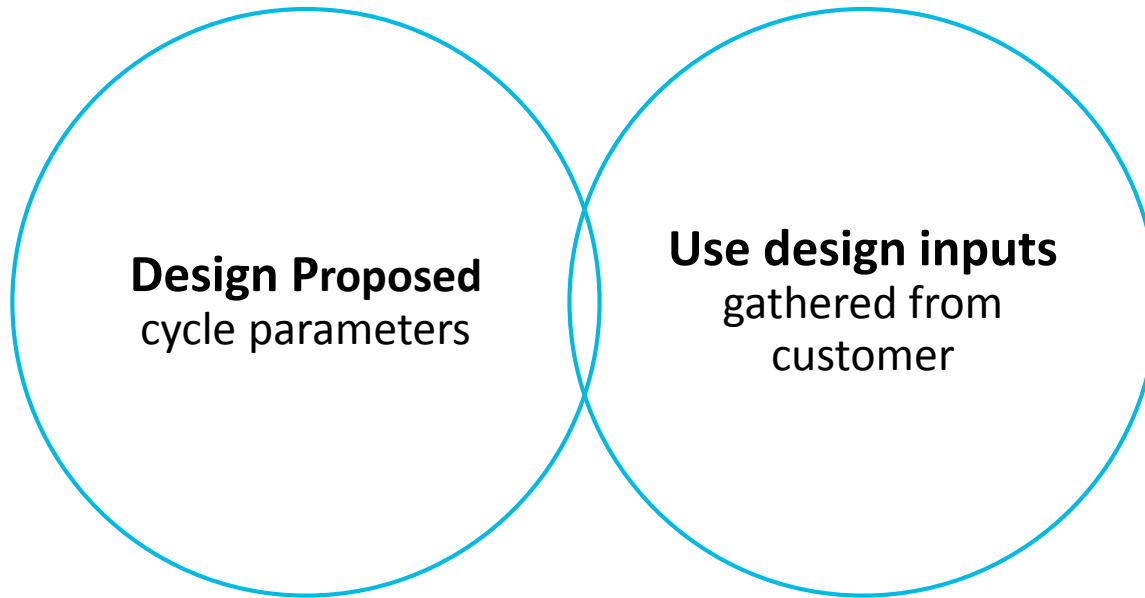 Design Proposed
cycle parameters
Use design inputs
gathered from
customer